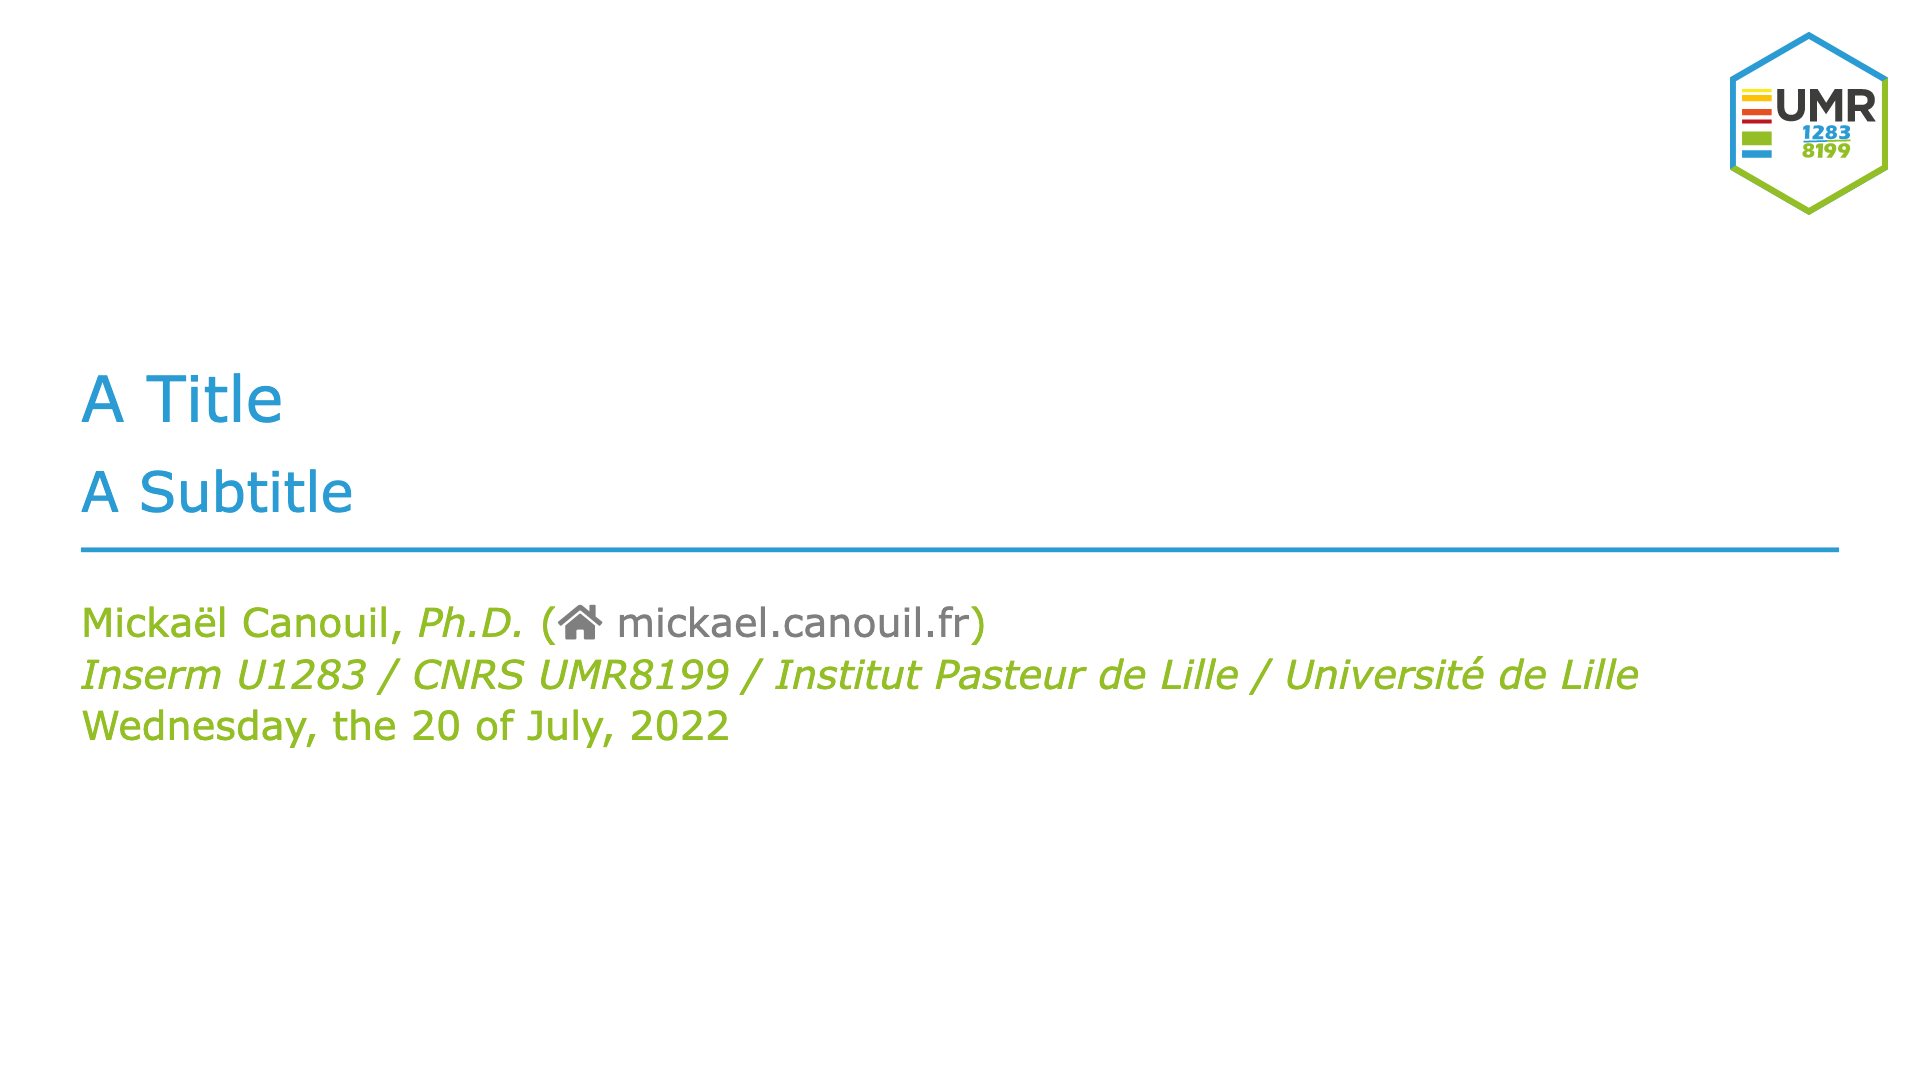 UMR
1283
8199
A Title
A Subtitle
Mickaël Canouil, Ph.D. ( mickael.canouil.fr)
Inserm U1283 / CNRS UMR8199 / Institut Pasteur de Lille / Université de Lille
Wednesday, the 20 of July, 2022